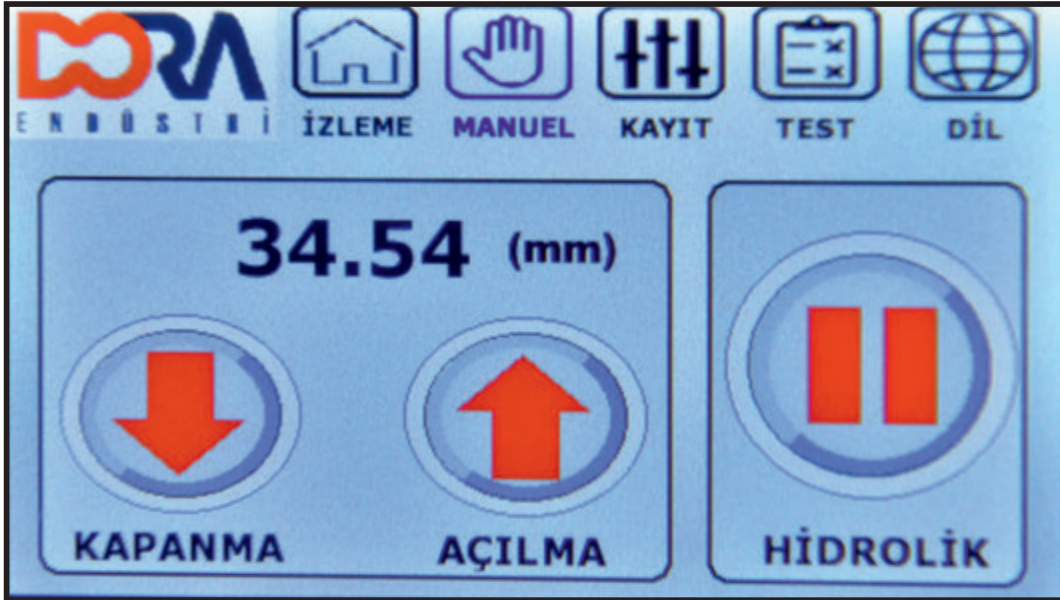 DORA
ENDÜSTRİ
İZLEME
MANUEL
KAYIT
TEST
DİL
34.54 (mm)
KAPANMA
AÇILMA
HİDROLİK